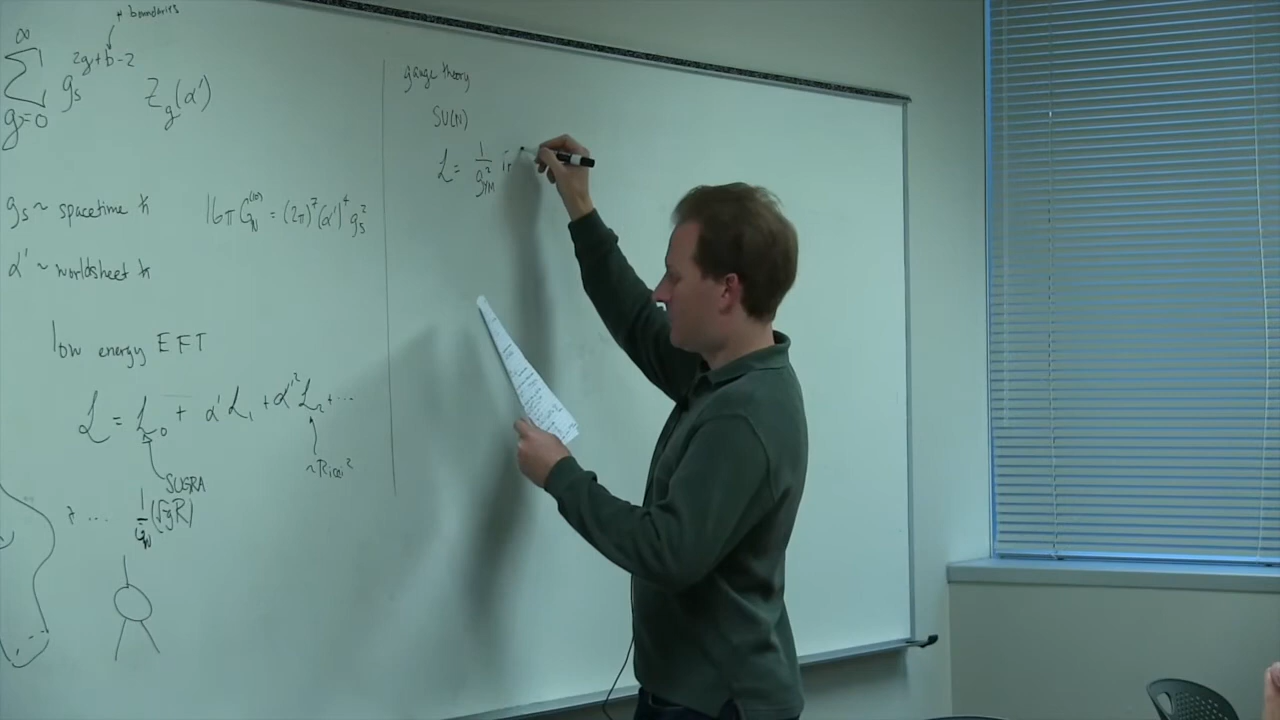 # boundaries
∞
∑ g_s^{2g+b-2} Z_g(α')
g=0
g_s ~ spacetime ħ
16π G_N^{(10)} = (2π)^7 (α')^4 g_s^2
α' ~ worldsheet ħ
low energy EFT
ℒ = ℒ_0 + α' ℒ_1 + α'^2 ℒ_2 + ...
SUGRA
~Ricci^2
1/G_N (√g R)
gauge theory
SU(N)
ℒ = 1/g_YM^2 Tr